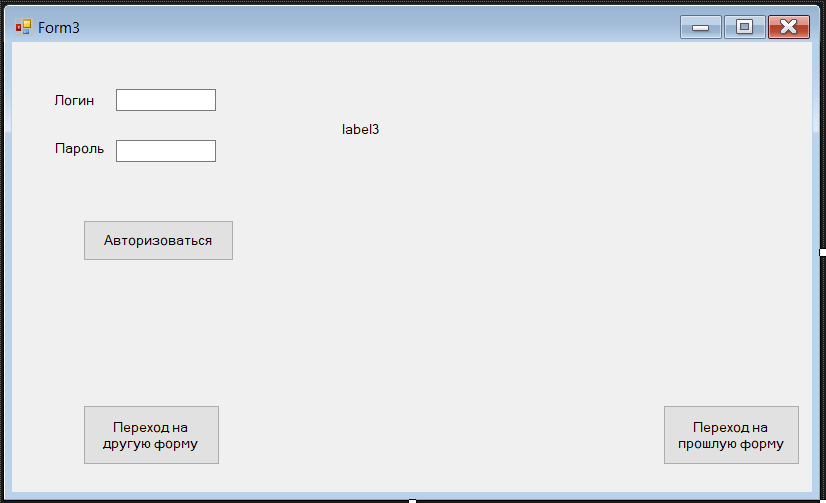 Form3
Логин
label3
Пароль
Авторизоваться
Переход на
другую форму
Переход на
прошлую форму